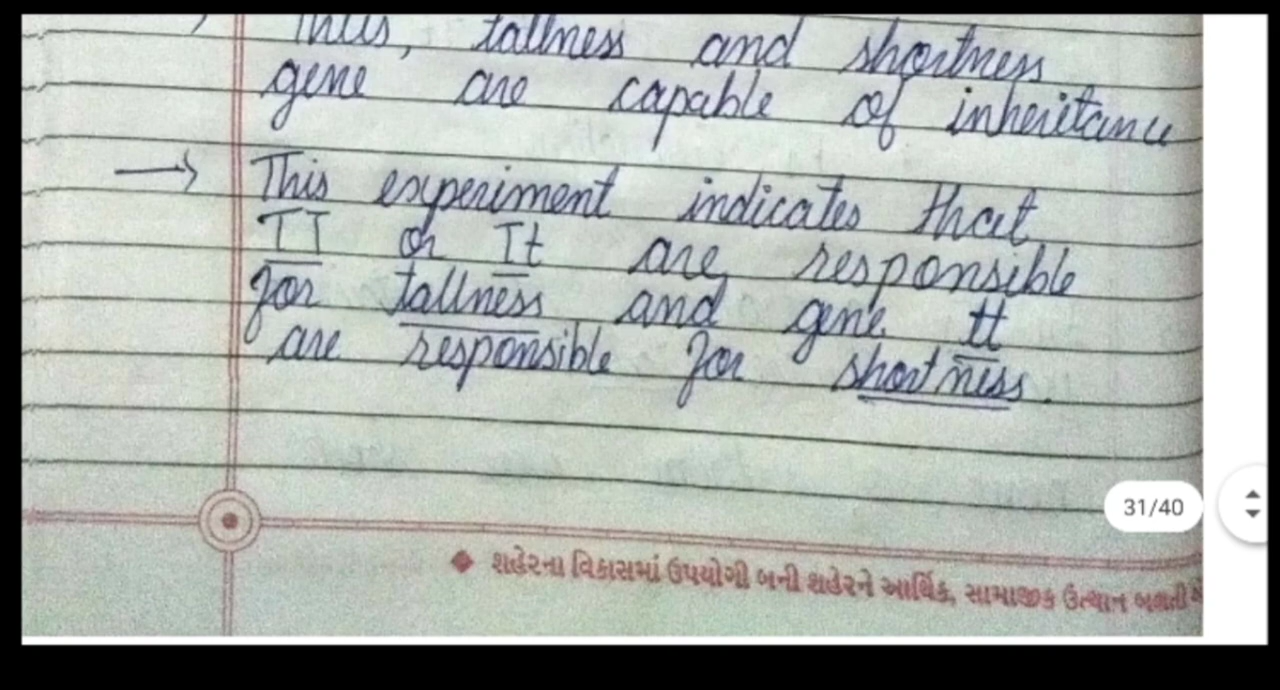 Thus, tallness and shortness
gene are capable of inheritance
→ This experiment indicates that
TT or Tt are responsible
for tallness and gene tt
are responsible for shortness.
31/40
◆ શહેરના વિકાસમાં ઉપયોગી બની શહેરને આર્થિક, સામાજીક ઉત્થાન